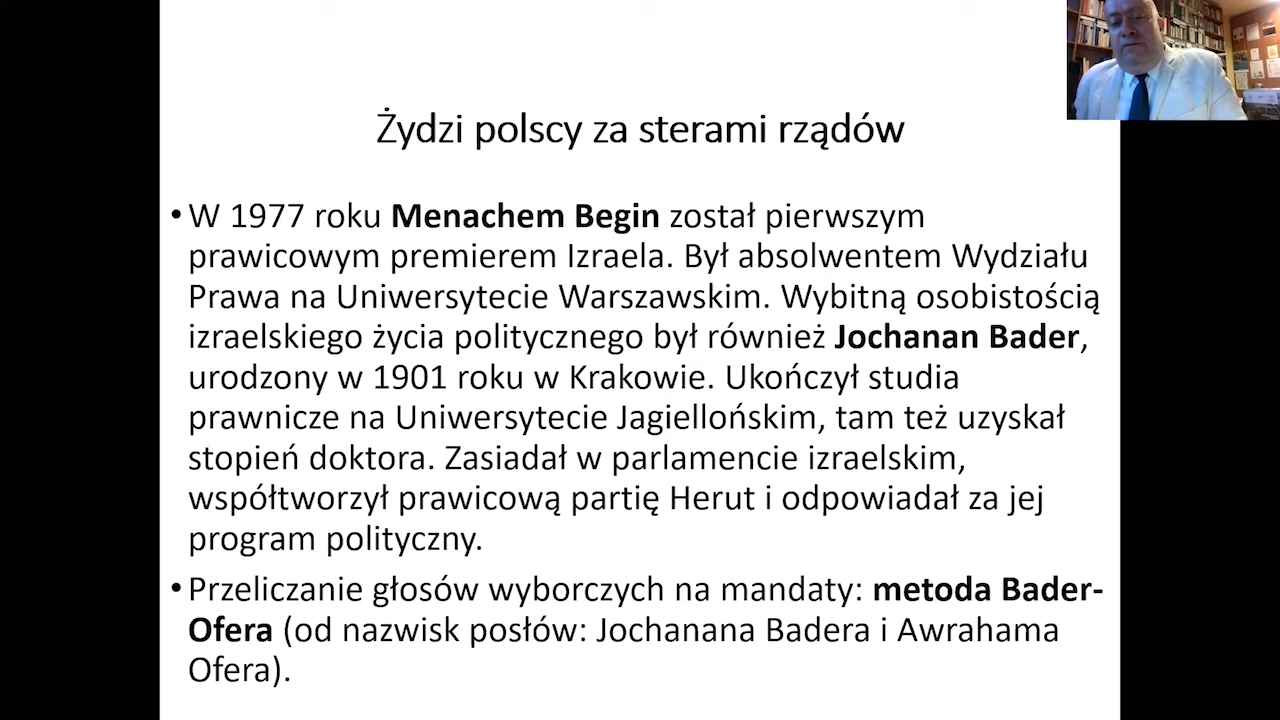 Żydzi polscy za sterami rządów
• W 1977 roku Menachem Begin został pierwszym
prawicowym premierem Izraela. Był absolwentem Wydziału
Prawa na Uniwersytecie Warszawskim. Wybitną osobistością
izraelskiego życia politycznego był również Jochanan Bader,
urodzony w 1901 roku w Krakowie. Ukończył studia
prawnicze na Uniwersytecie Jagiellońskim, tam też uzyskał
stopień doktora. Zasiadał w parlamencie izraelskim,
współtworzył prawicową partię Herut i odpowiadał za jej
program polityczny.
• Przeliczanie głosów wyborczych na mandaty: metoda Bader-
Ofera (od nazwisk posłów: Jochanana Badera i Awrahama
Ofera).